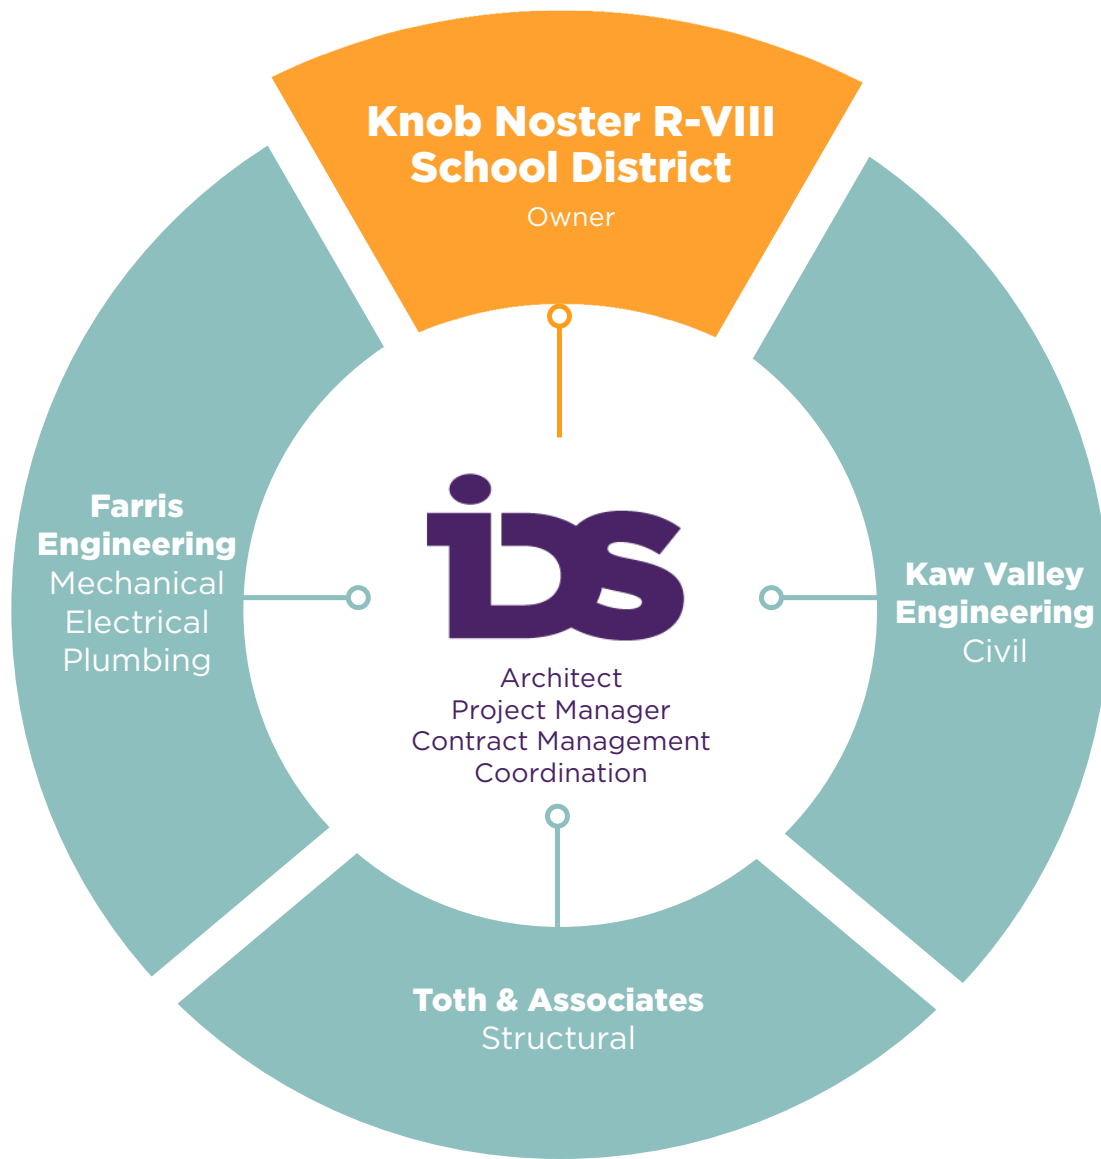 Knob Noster R-VIII
School District
Owner
Farris
Engineering
Mechanical
Electrical
Plumbing
iDS
Architect
Project Manager
Contract Management
Coordination
Kaw Valley
Engineering
Civil
Toth & Associates
Structural